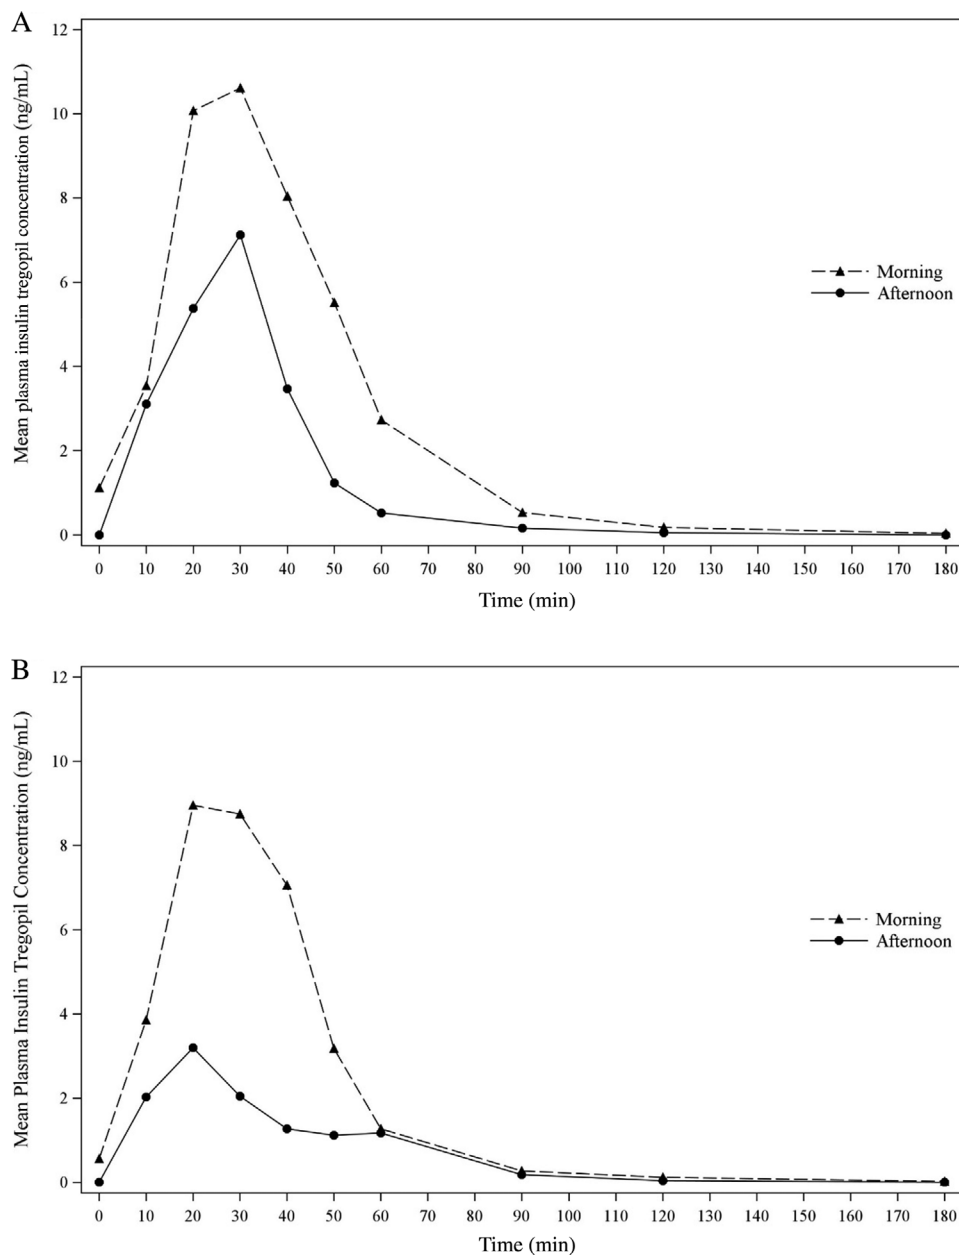 A
Mean plasma insulin tregopil concentration (ng/mL)
12
10
8
6
4
2
0
Morning
Afternoon
0 10 20 30 40 50 60 70 80 90 100 110 120 130 140 150 160 170 180
Time (min)
B
Mean Plasma Insulin Tregopil Concentration (ng/mL)
12
10
8
6
4
2
0
Morning
Afternoon
0 10 20 30 40 50 60 70 80 90 100 110 120 130 140 150 160 170 180
Time (min)